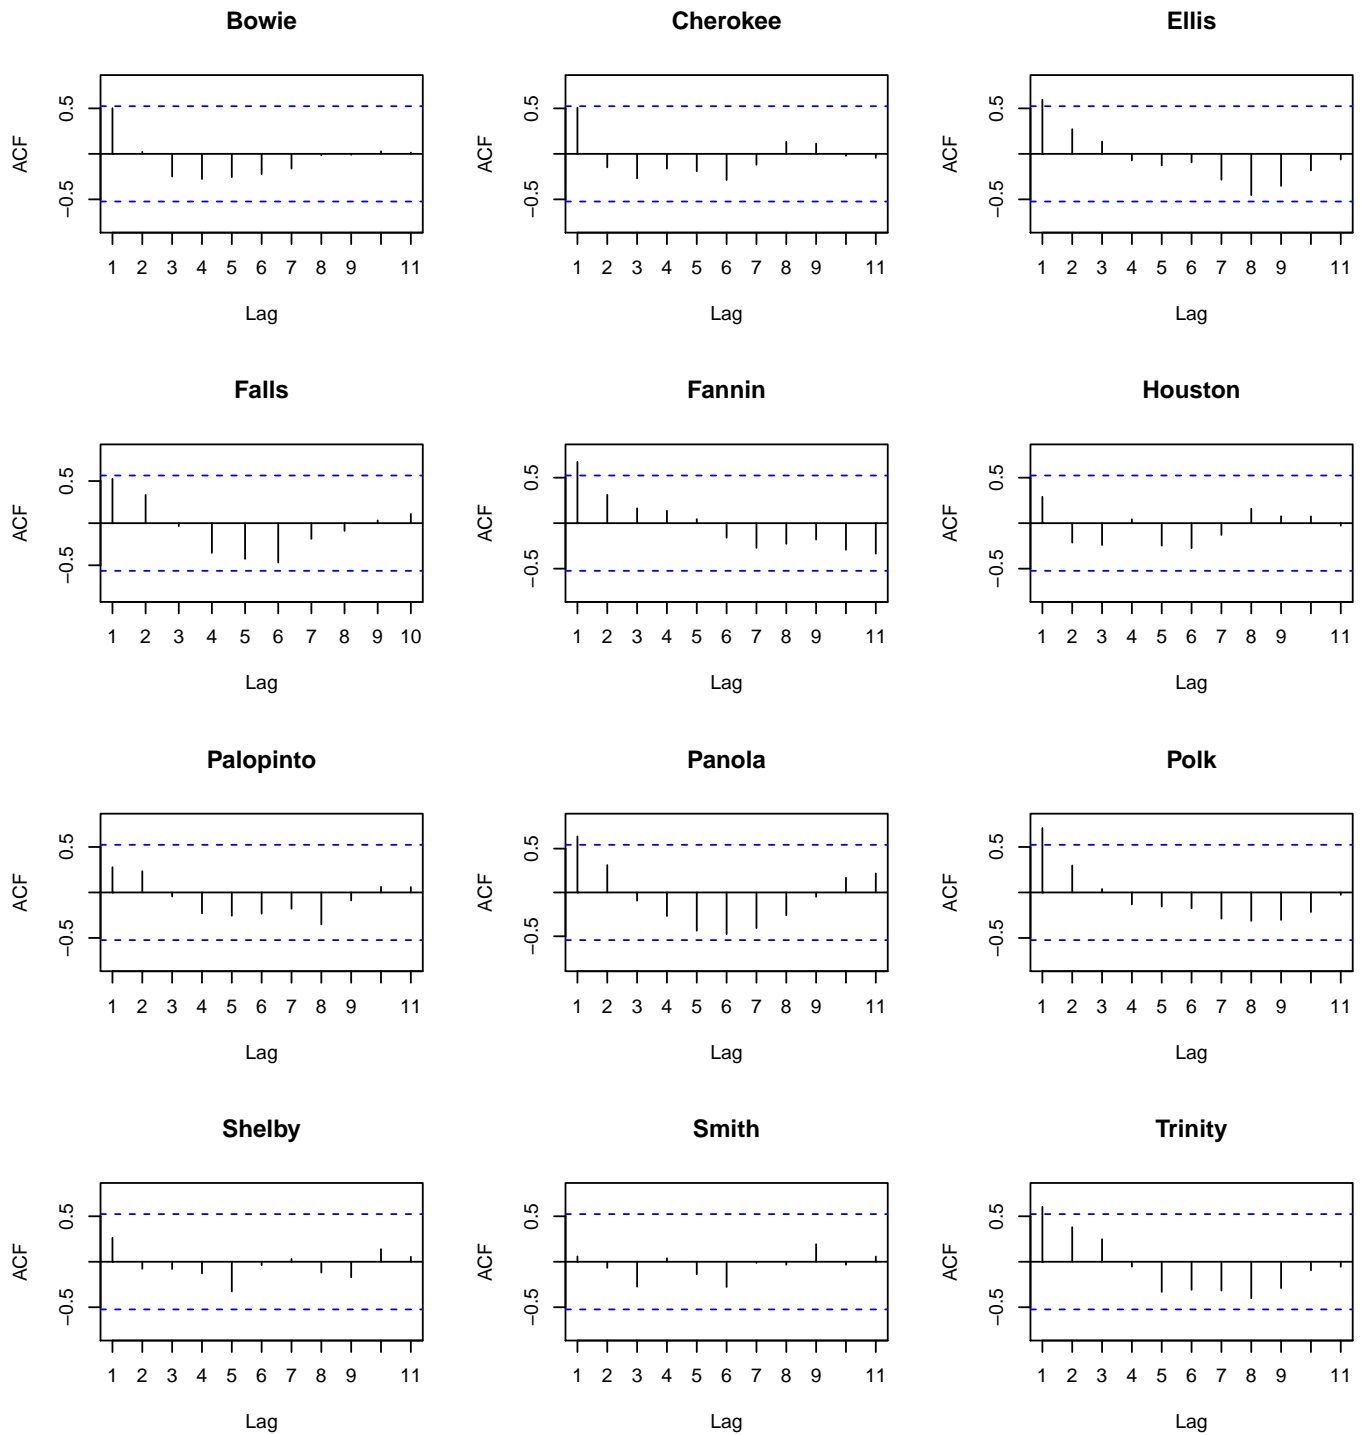 Bowie
ACF
0.5
−0.5
1 2 3 4 5 6 7 8 9 11
Lag
Cherokee
ACF
0.5
−0.5
1 2 3 4 5 6 7 8 9 11
Lag
Ellis
ACF
0.5
−0.5
1 2 3 4 5 6 7 8 9 11
Lag
Falls
ACF
0.5
−0.5
1 2 3 4 5 6 7 8 9 10
Lag
Fannin
ACF
0.5
−0.5
1 2 3 4 5 6 7 8 9 11
Lag
Houston
ACF
0.5
−0.5
1 2 3 4 5 6 7 8 9 11
Lag
Palopinto
ACF
0.5
−0.5
1 2 3 4 5 6 7 8 9 11
Lag
Panola
ACF
0.5
−0.5
1 2 3 4 5 6 7 8 9 11
Lag
Polk
ACF
0.5
−0.5
1 2 3 4 5 6 7 8 9 11
Lag
Shelby
ACF
0.5
−0.5
1 2 3 4 5 6 7 8 9 11
Lag
Smith
ACF
0.5
−0.5
1 2 3 4 5 6 7 8 9 11
Lag
Trinity
ACF
0.5
−0.5
1 2 3 4 5 6 7 8 9 11
Lag